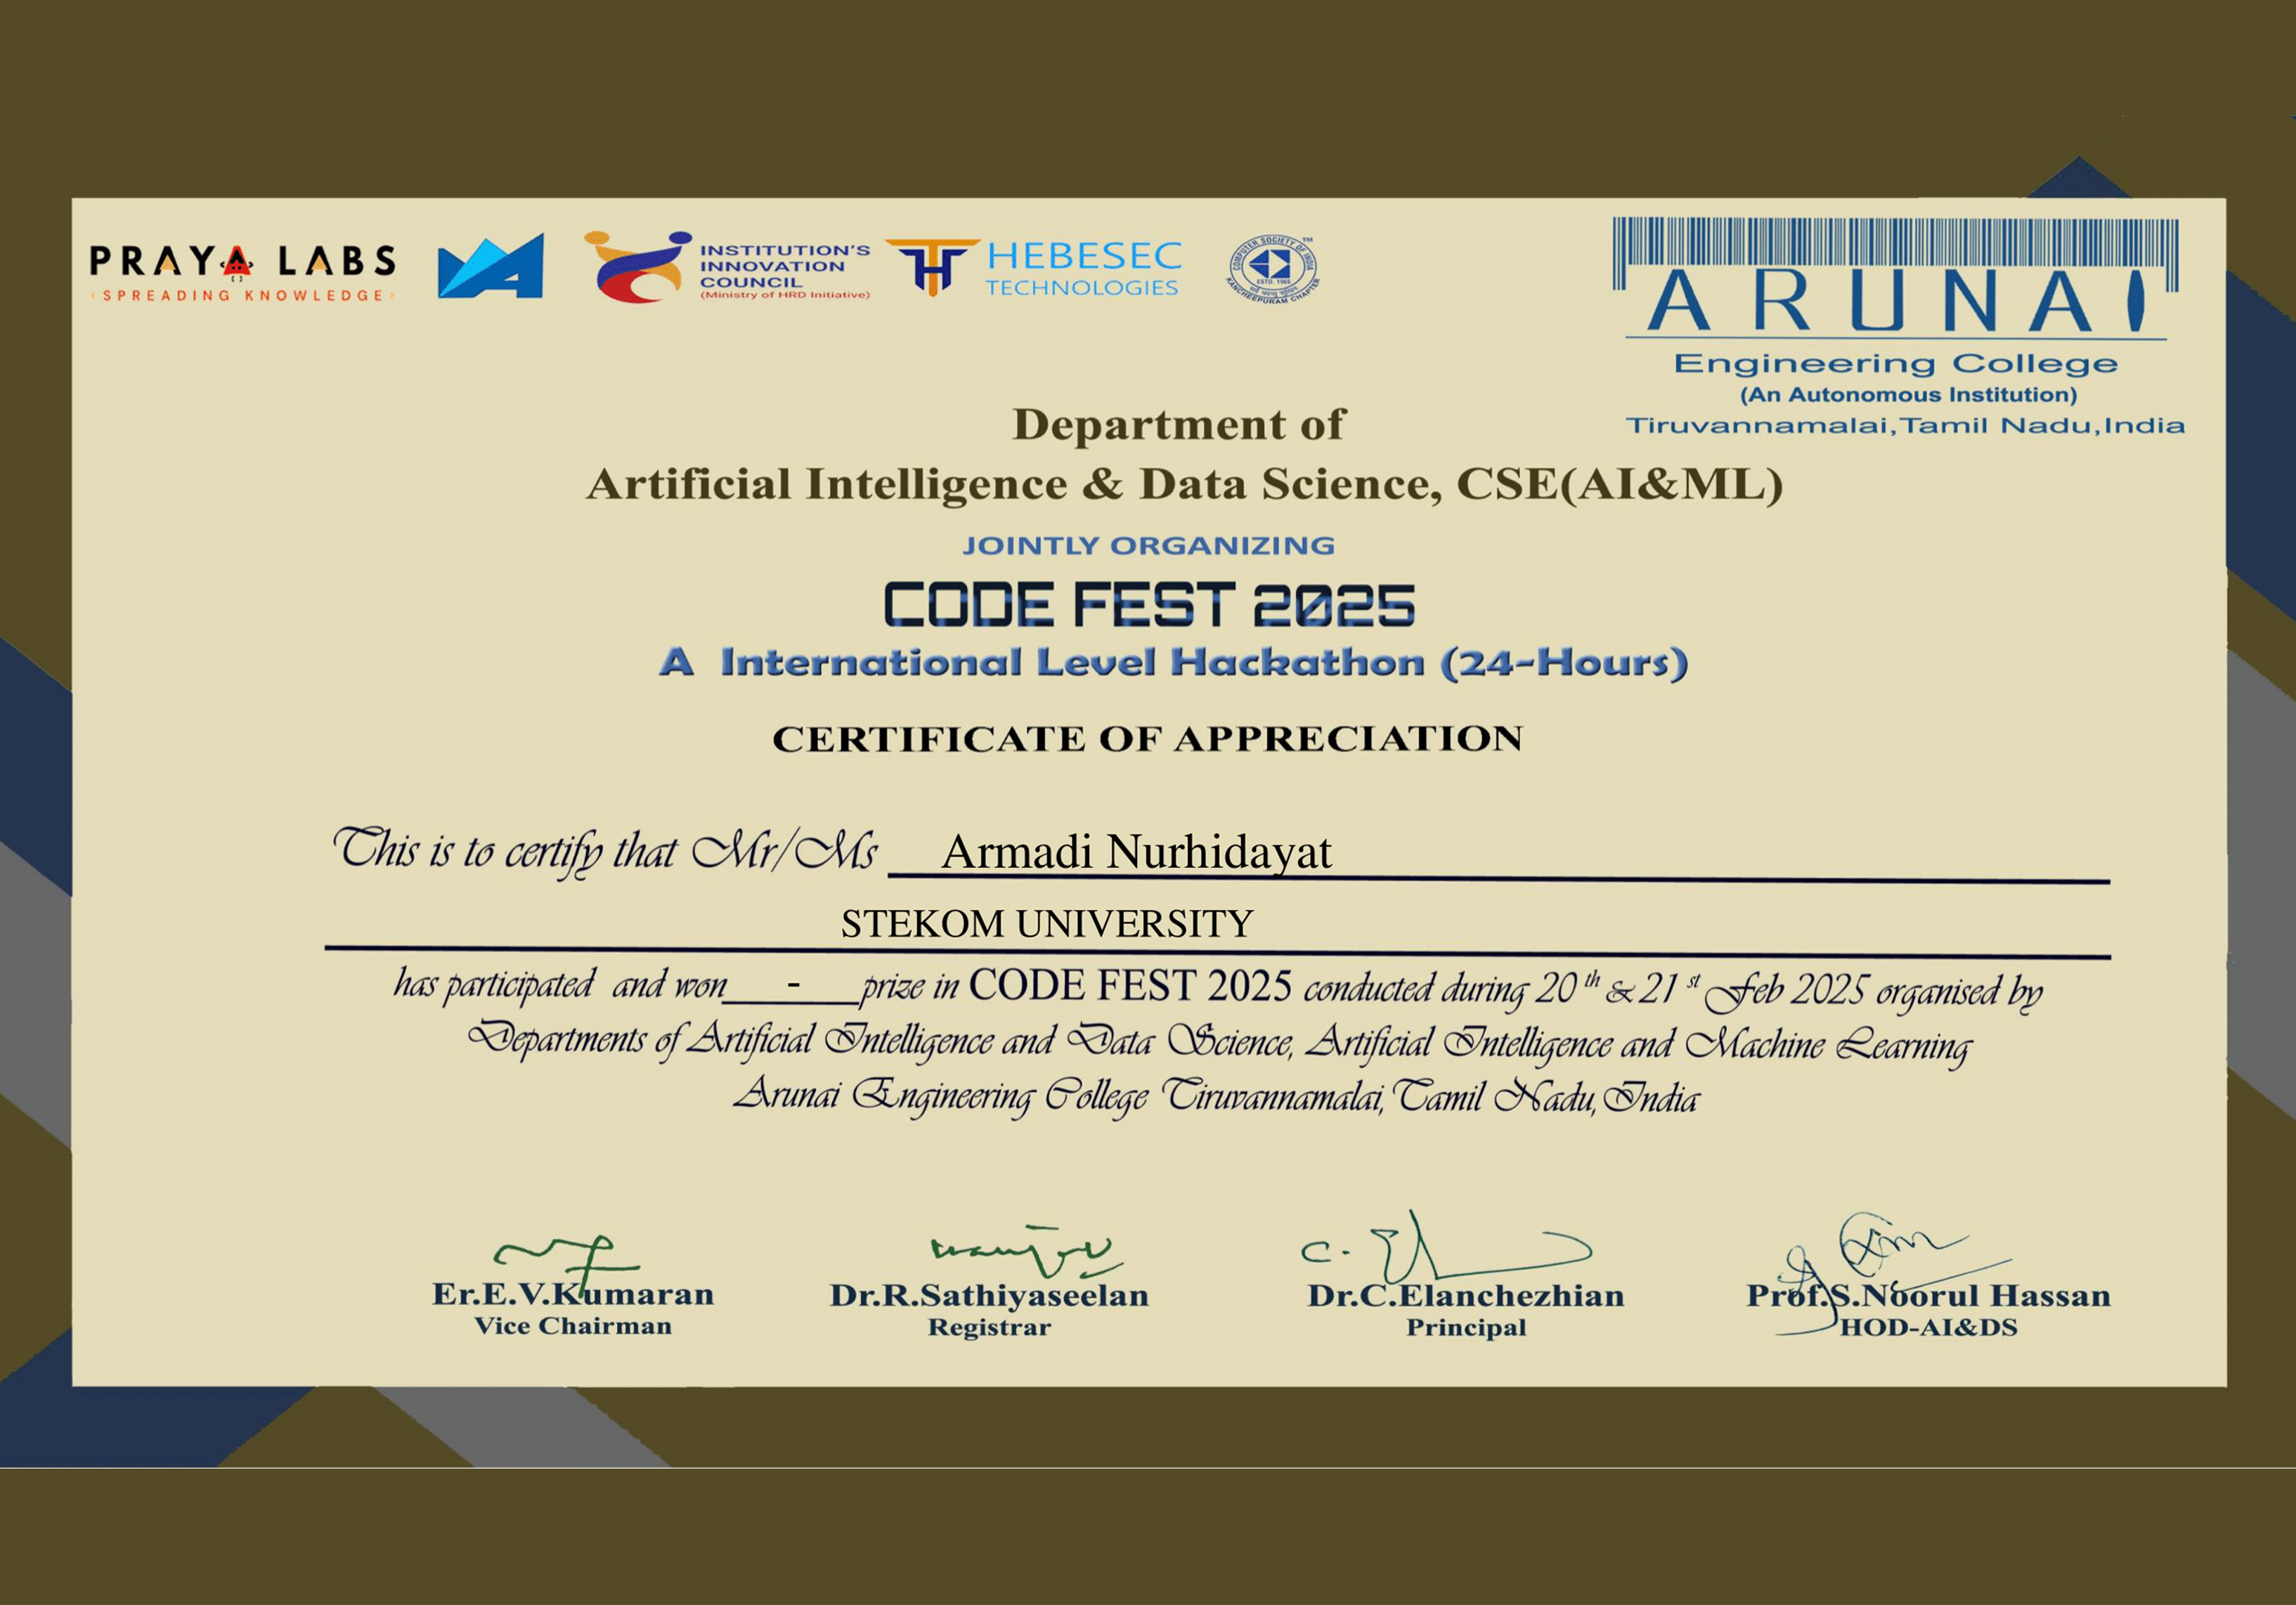 PRAYA LABS
SPREADING KNOWLEDGE
INSTITUTION'S
INNOVATION
COUNCIL
(Ministry of HRD Initiative)
HEBESEC
TECHNOLOGIES
COMPUTER SOCIETY OF INDIA
ESTD. 1965
KANCHEEPURAM CHAPTER
TM
ARUNAI
Engineering College
(An Autonomous Institution)
Tiruvannamalai,Tamil Nadu,India
Department of
Artificial Intelligence & Data Science, CSE(AI&ML)
JOINTLY ORGANIZING
CODE FEST 2025
A International Level Hackathon (24-Hours)
CERTIFICATE OF APPRECIATION
This is to certify that Mr/Ms Armadi Nurhidayat
STEKOM UNIVERSITY
has participated and won - prize in CODE FEST 2025 conducted during 20 th & 21 st Feb 2025 organised by
Departments of Artificial Intelligence and Data Science, Artificial Intelligence and Machine Learning
Arunai Engineering College Tiruvannamalai,Tamil Nadu,India
Er.E.V.Kumaran
Vice Chairman
Dr.R.Sathiyaseelan
Registrar
Dr.C.Elanchezhian
Principal
Prof.S.Noorul Hassan
HOD-AI&DS